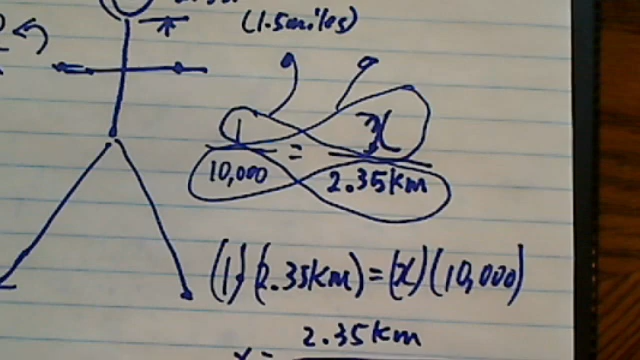 (1.5miles)
1/10,000 = x/2.35km
(1)(2.35km)=(x)(10,000)
2.35km
x=